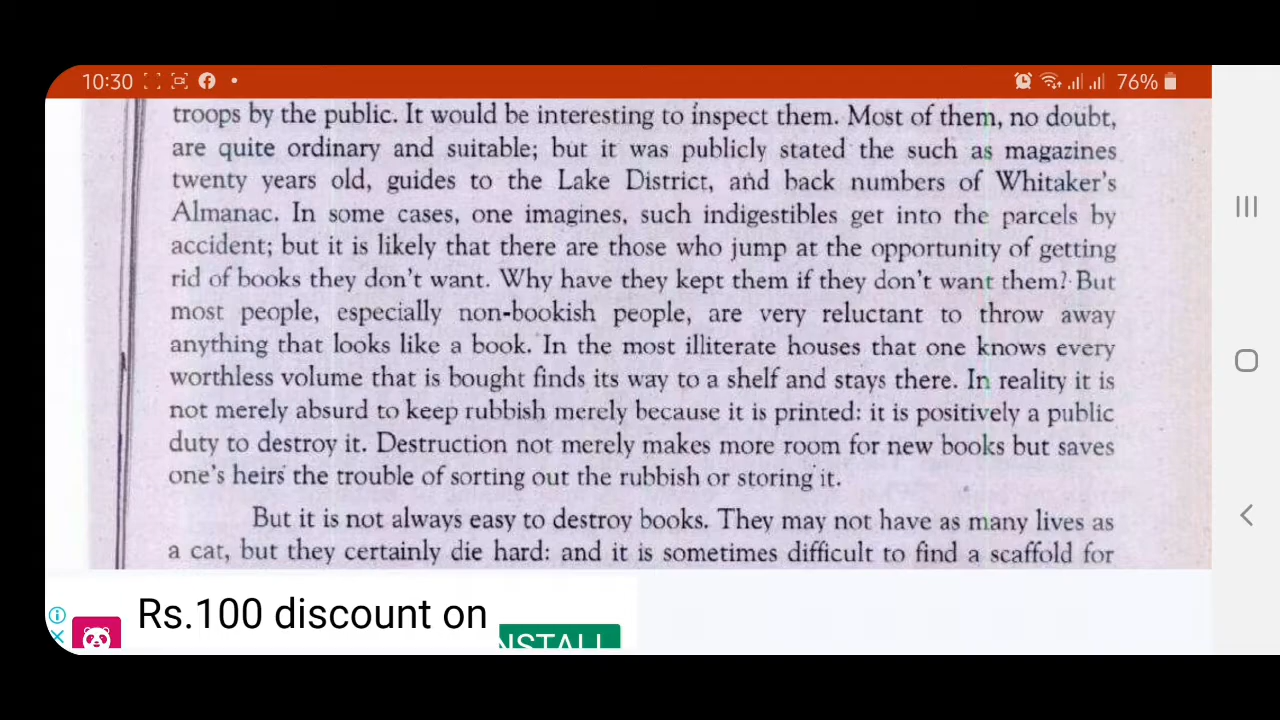 10:30 76%
troops by the public. It would be interesting to inspect them. Most of them, no doubt,
are quite ordinary and suitable; but it was publicly stated the such as magazines
twenty years old, guides to the Lake District, and back numbers of Whitaker's
Almanac. In some cases, one imagines, such indigestibles get into the parcels by
accident; but it is likely that there are those who jump at the opportunity of getting
rid of books they don't want. Why have they kept them if they don't want them? But
most people, especially non-bookish people, are very reluctant to throw away
anything that looks like a book. In the most illiterate houses that one knows every
worthless volume that is bought finds its way to a shelf and stays there. In reality it is
not merely absurd to keep rubbish merely because it is printed: it is positively a public
duty to destroy it. Destruction not merely makes more room for new books but saves
one's heirs the trouble of sorting out the rubbish or storing it.
But it is not always easy to destroy books. They may not have as many lives as
a cat, but they certainly die hard: and it is sometimes difficult to find a scaffold for
Rs.100 discount on
INSTALL